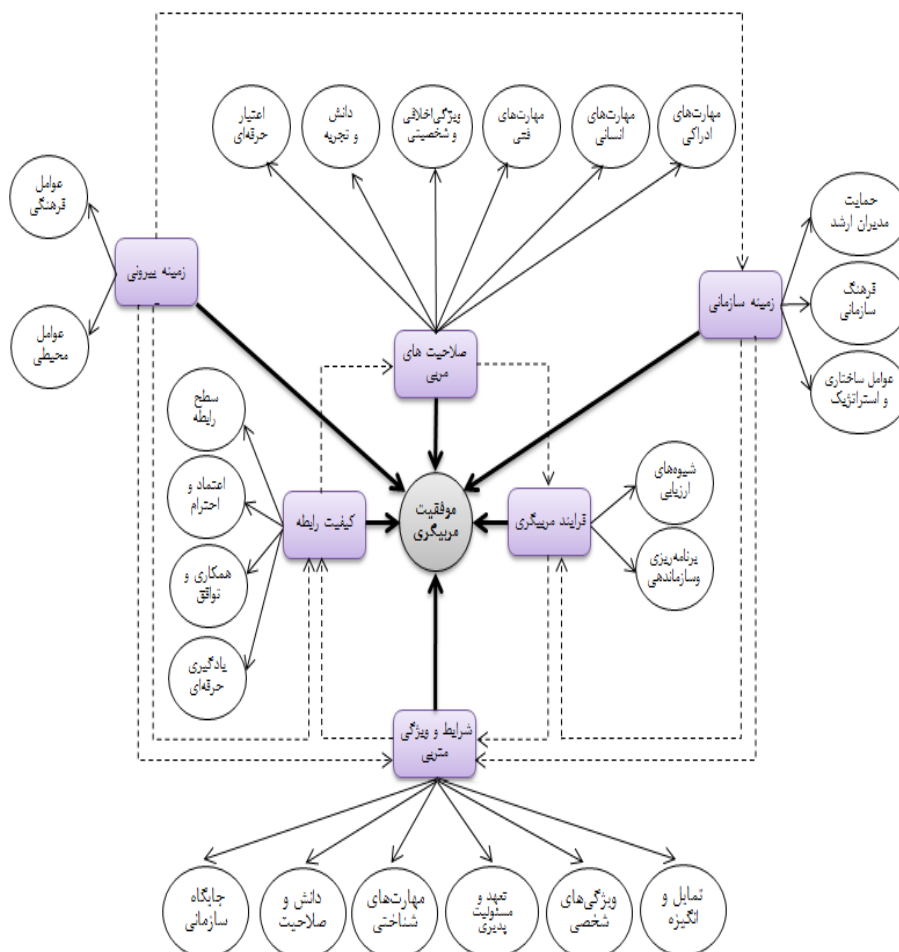 مهارت‌های
ادراکی
مهارت‌های
انسانی
مهارت‌های
فتی
ویژگی‌اخلاقی
و شخصیتی
دانش
و تجربه
اعتبار
حرفه‌ای
حمایت
مدیران ارشد
زمینه سازمانی
فرهنگ
سازمانی
عوامل ساختاری
و استراتژیک
عوامل
فرهنگی
زمینه بیرونی
عوامل
محیطی
صلاحیت های
مربی
سطح
رابطه
اعتماد و
احترام
کیفیت رابطه
همکاری و
توافق
یادگیری
حرفه‌ای
موفقیت
مربیگری
فرایند مربیگری
شیوه‌های
ارزیابی
برنامه‌ریزی
وسازماندهی
شرایط و ویژگی
متربی
تمایل و
انگیزه
ویژگی‌های
شخصی
تعهد و
مسئولیت
پذیری
مهارت‌های
شناختی
دانش و
صلاحیت
جایگاه
سازمانی